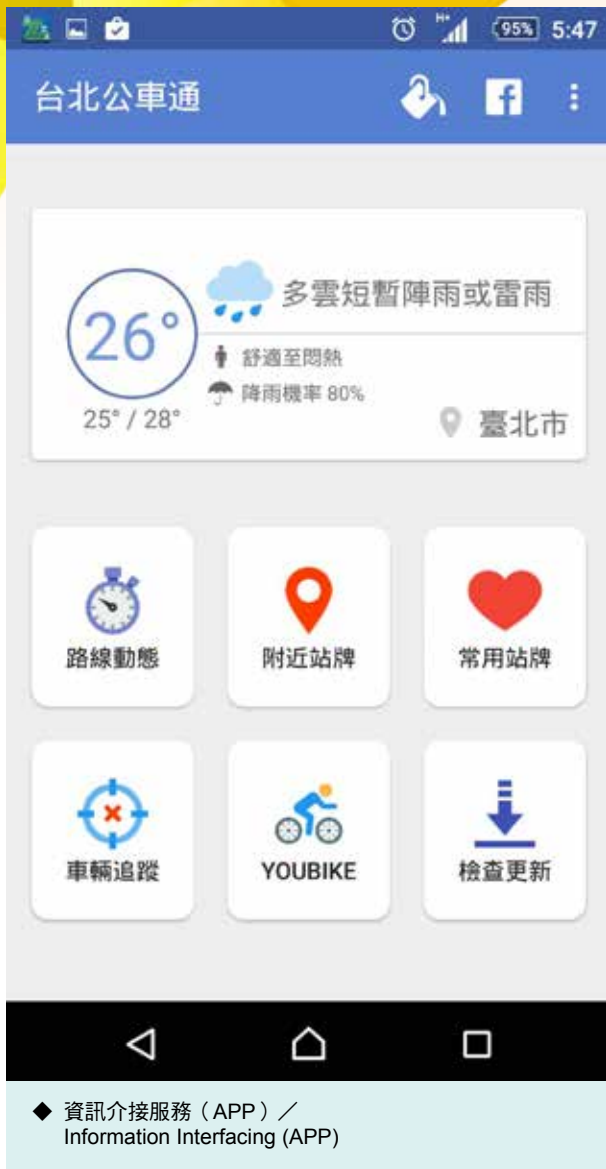 95% 5:47
台北公車通
26°
多雲短暫陣雨或雷雨
舒適至悶熱
降雨機率 80%
25° / 28°
臺北市
路線動態 附近站牌 常用站牌
車輛追蹤 YOUBIKE 檢查更新
◆ 資訊介接服務（APP）／
Information Interfacing (APP)